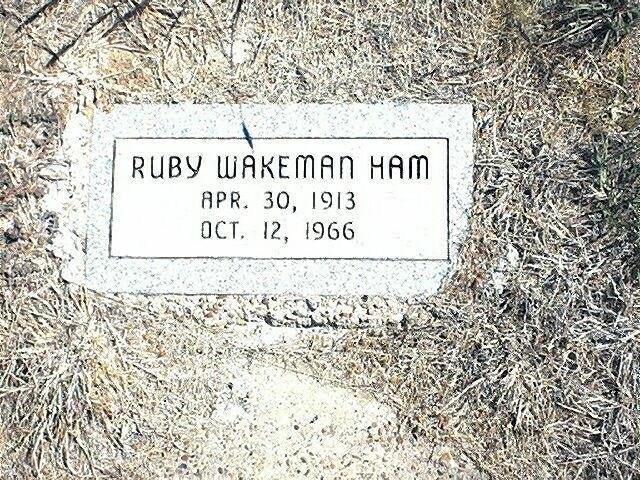 RUBY WAKEMAN HAM
APR. 30, 1913
OCT. 12, 1966